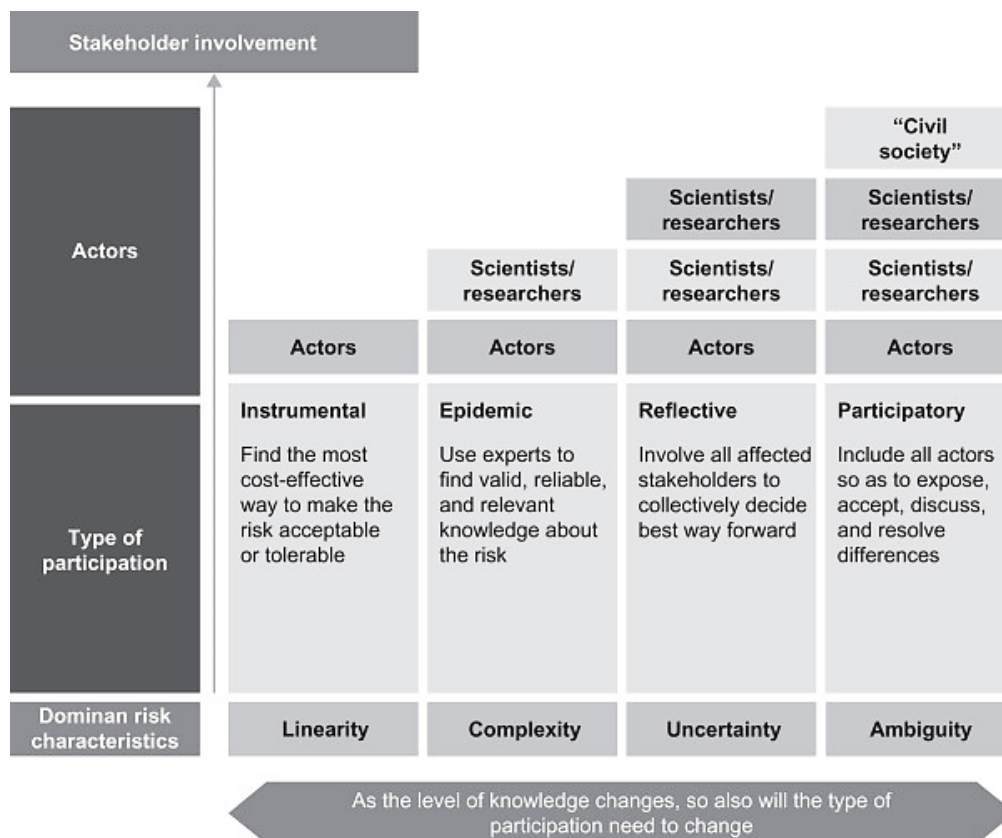 Stakeholder involvement
Actors
"Civil
society"
Scientists/
researchers
Scientists/
researchers
Scientists/
researchers
Scientists/
researchers
Scientists/
researchers
Actors
Actors
Actors
Actors
Type of
participation
Instrumental
Find the most
cost-effective
way to make the
risk acceptable
or tolerable
Epidemic
Use experts to
find valid, reliable,
and relevant
knowledge about
the risk
Reflective
Involve all affected
stakeholders to
collectively decide
best way forward
Participatory
Include all actors
so as to expose,
accept, discuss,
and resolve
differences
Dominan risk
characteristics
Linearity
Complexity
Uncertainty
Ambiguity
As the level of knowledge changes, so also will the type of
participation need to change